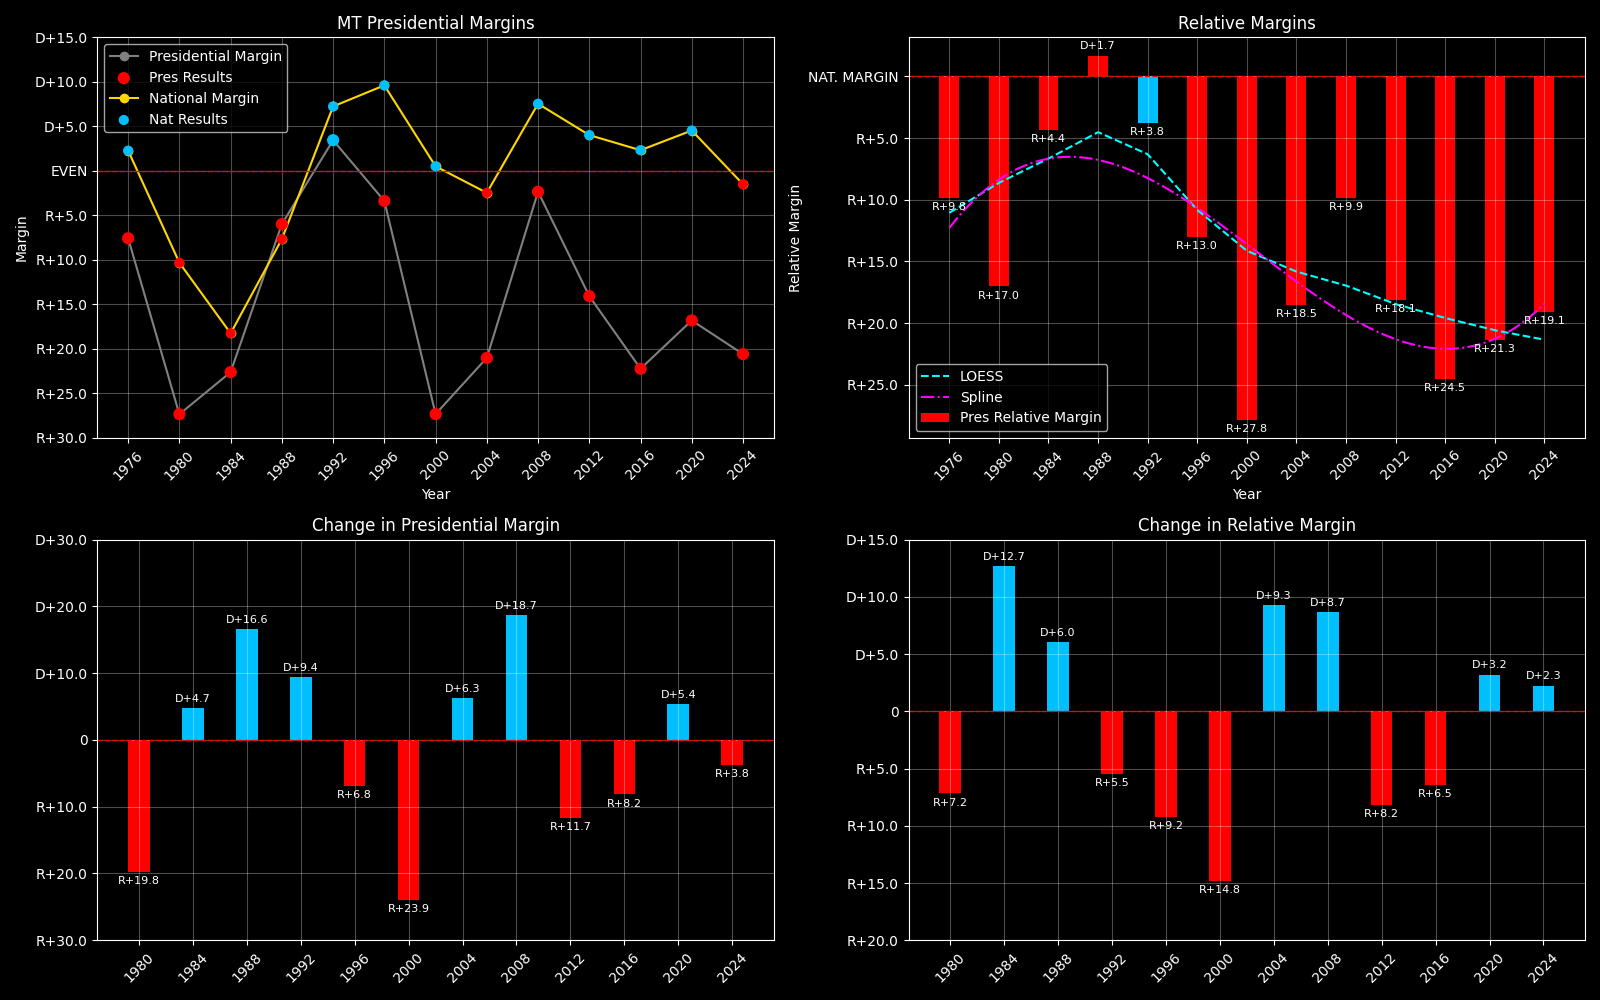 MT Presidential Margins
D+15.0
D+10.0
D+5.0
EVEN
R+5.0
R+10.0
R+15.0
R+20.0
R+25.0
R+30.0
Margin
Presidential Margin
Pres Results
National Margin
Nat Results
1976
1980
1984
1988
1992
1996
2000
2004
2008
2012
2016
2020
2024
Year
Relative Margins
NAT. MARGIN
R+5.0
R+10.0
R+15.0
R+20.0
R+25.0
Relative Margin
R+9.8
R+17.0
R+4.4
D+1.7
R+3.8
R+13.0
R+27.8
R+18.5
R+9.9
R+18.1
R+24.5
R+21.3
R+19.1
LOESS
Spline
Pres Relative Margin
1976
1980
1984
1988
1992
1996
2000
2004
2008
2012
2016
2020
2024
Year
Change in Presidential Margin
D+30.0
D+20.0
D+10.0
0
R+10.0
R+20.0
R+30.0
R+19.8
D+4.7
D+16.6
D+9.4
R+6.8
R+23.9
D+6.3
D+18.7
R+11.7
R+8.2
D+5.4
R+3.8
1980
1984
1988
1992
1996
2000
2004
2008
2012
2016
2020
2024
Change in Relative Margin
D+15.0
D+10.0
D+5.0
0
R+5.0
R+10.0
R+15.0
R+20.0
R+7.2
D+12.7
D+6.0
R+5.5
R+9.2
R+14.8
D+9.3
D+8.7
R+8.2
R+6.5
D+3.2
D+2.3
1980
1984
1988
1992
1996
2000
2004
2008
2012
2016
2020
2024